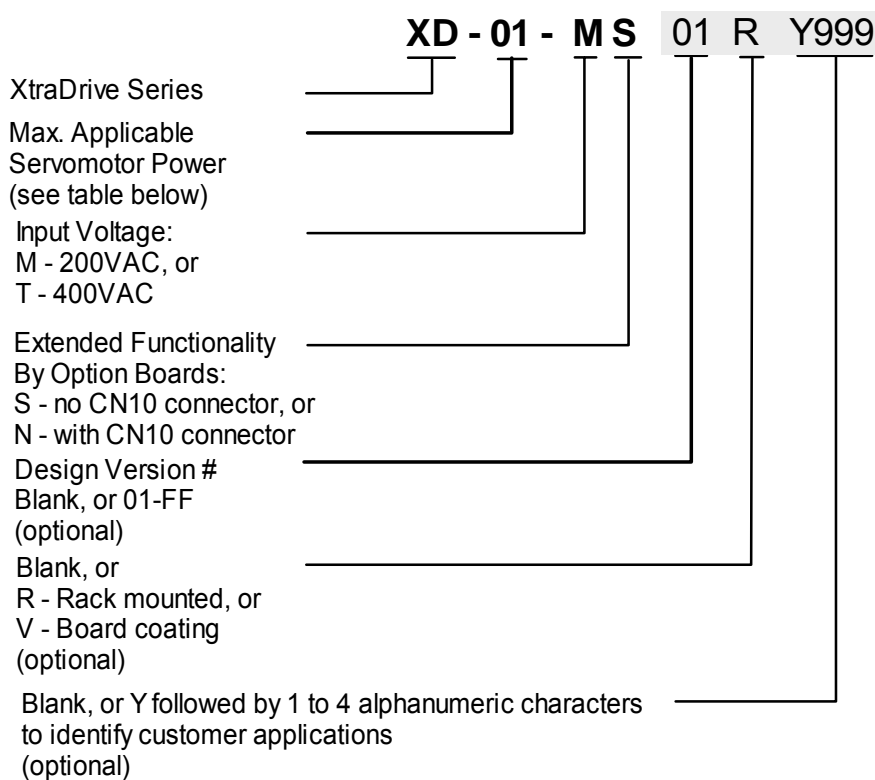 XD - 01 - M S 01 R Y999
XtraDrive Series
Max. Applicable
Servomotor Power
(see table below)
Input Voltage:
M - 200VAC, or
T - 400VAC
Extended Functionality
By Option Boards:
S - no CN10 connector, or
N - with CN10 connector
Design Version #
Blank, or 01-FF
(optional)
Blank, or
R - Rack mounted, or
V - Board coating
(optional)
Blank, or Y followed by 1 to 4 alphanumeric characters
to identify customer applications
(optional)